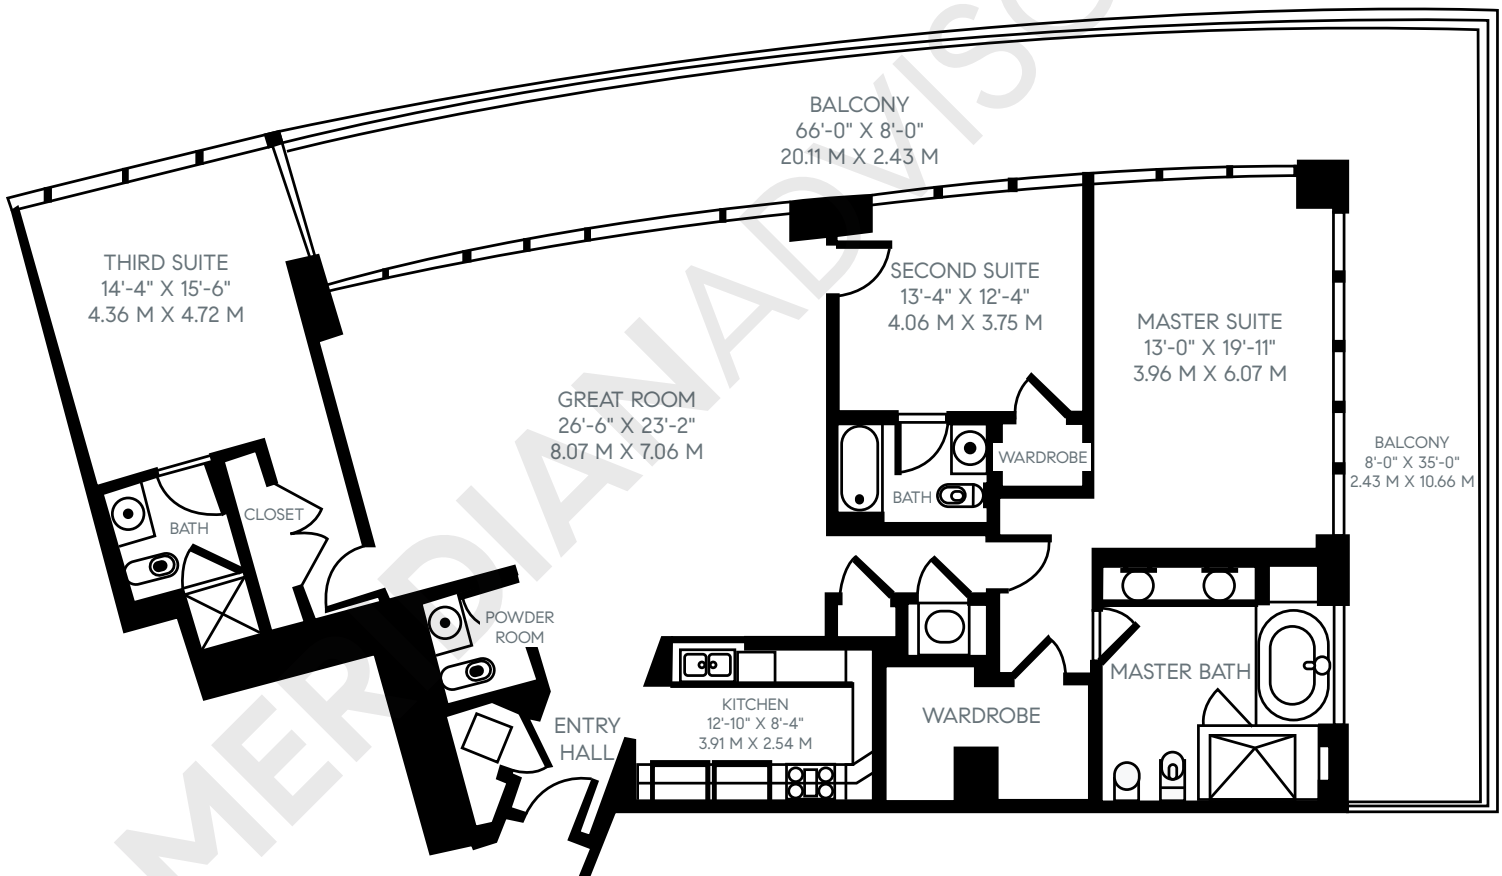 BALCONY
66'-0" X 8'-0"
20.11 M X 2.43 M
THIRD SUITE
14'-4" X 15'-6"
4.36 M X 4.72 M
SECOND SUITE
13'-4" X 12'-4"
4.06 M X 3.75 M
MASTER SUITE
13'-0" X 19'-11"
3.96 M X 6.07 M
GREAT ROOM
26'-6" X 23'-2"
8.07 M X 7.06 M
BALCONY
8'-0" X 35'-0"
2.43 M X 10.66 M
WARDROBE
BATH
CLOSET
BATH
POWDER
ROOM
MASTER BATH
KITCHEN
12'-10" X 8'-4"
3.91 M X 2.54 M
WARDROBE
ENTRY
HALL
MERIDIANADVISO